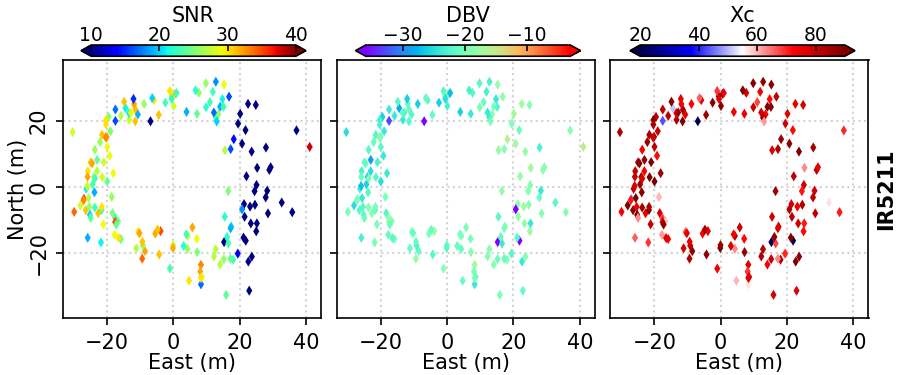 SNR DBV Xc
10 20 30 40 −30 −20 −10 20 40 60 80
North (m)
20
0
−20
IR5211
−20 0 20 40 −20 0 20 40 −20 0 20 40
East (m) East (m) East (m)